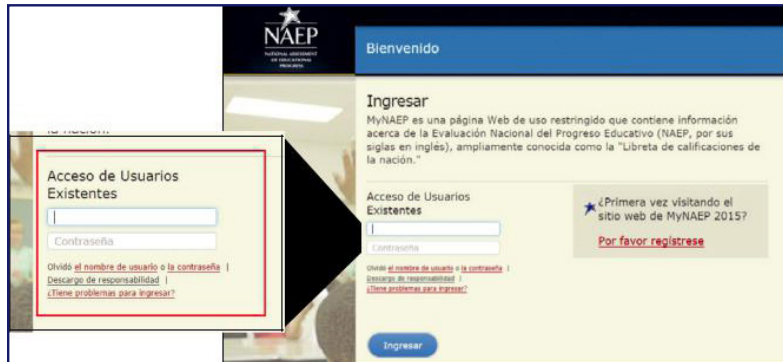 NAEP
NATIONAL ASSESSMENT
OF EDUCATIONAL
PROGRESS
Bienvenido
Ingresar
MyNAEP es una página Web de uso restringido que contiene información
acerca de la Evaluación Nacional del Progreso Educativo (NAEP, por sus
siglas en inglés), ampliamente conocida como la "Libreta de calificaciones de
la nación."
la nación.
Acceso de Usuarios
Existentes
Contraseña
Olvidó el nombre de usuario o la contraseña |
Descargo de responsabilidad |
¿Tiene problemas para ingresar?
Acceso de Usuarios
Existentes
Contraseña
Olvidó el nombre de usuario o la contraseña |
Descargo de responsabilidad |
¿Tiene problemas para ingresar?
¿Primera vez visitando el
sitio web de MyNAEP 2015?
Por favor regístrese
Ingresar